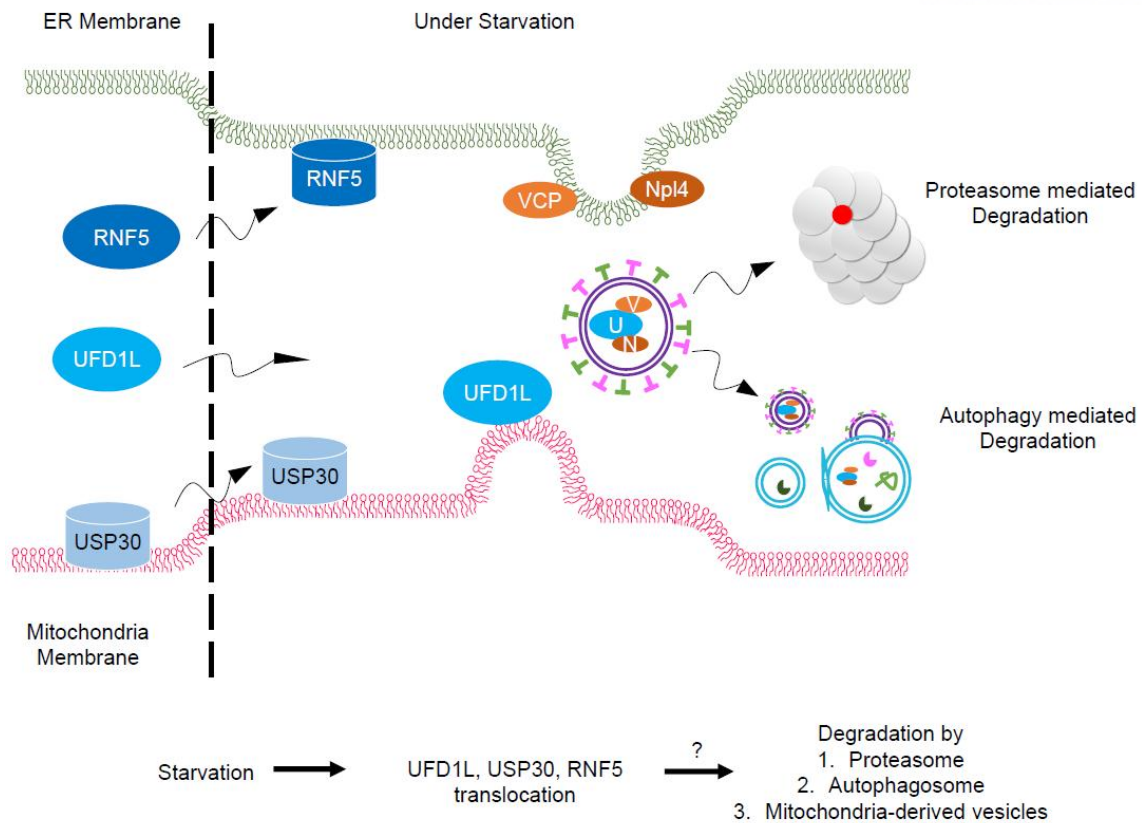 ER Membrane
Under Starvation
RNF5
RNF5
VCP
Npl4
Proteasome mediated
Degradation
UFD1L
V
U
N
UFD1L
USP30
USP30
Autophagy mediated
Degradation
Mitochondria
Membrane
Starvation
UFD1L, USP30, RNF5
translocation
?
Degradation by
1. Proteasome
2. Autophagosome
3. Mitochondria-derived vesicles